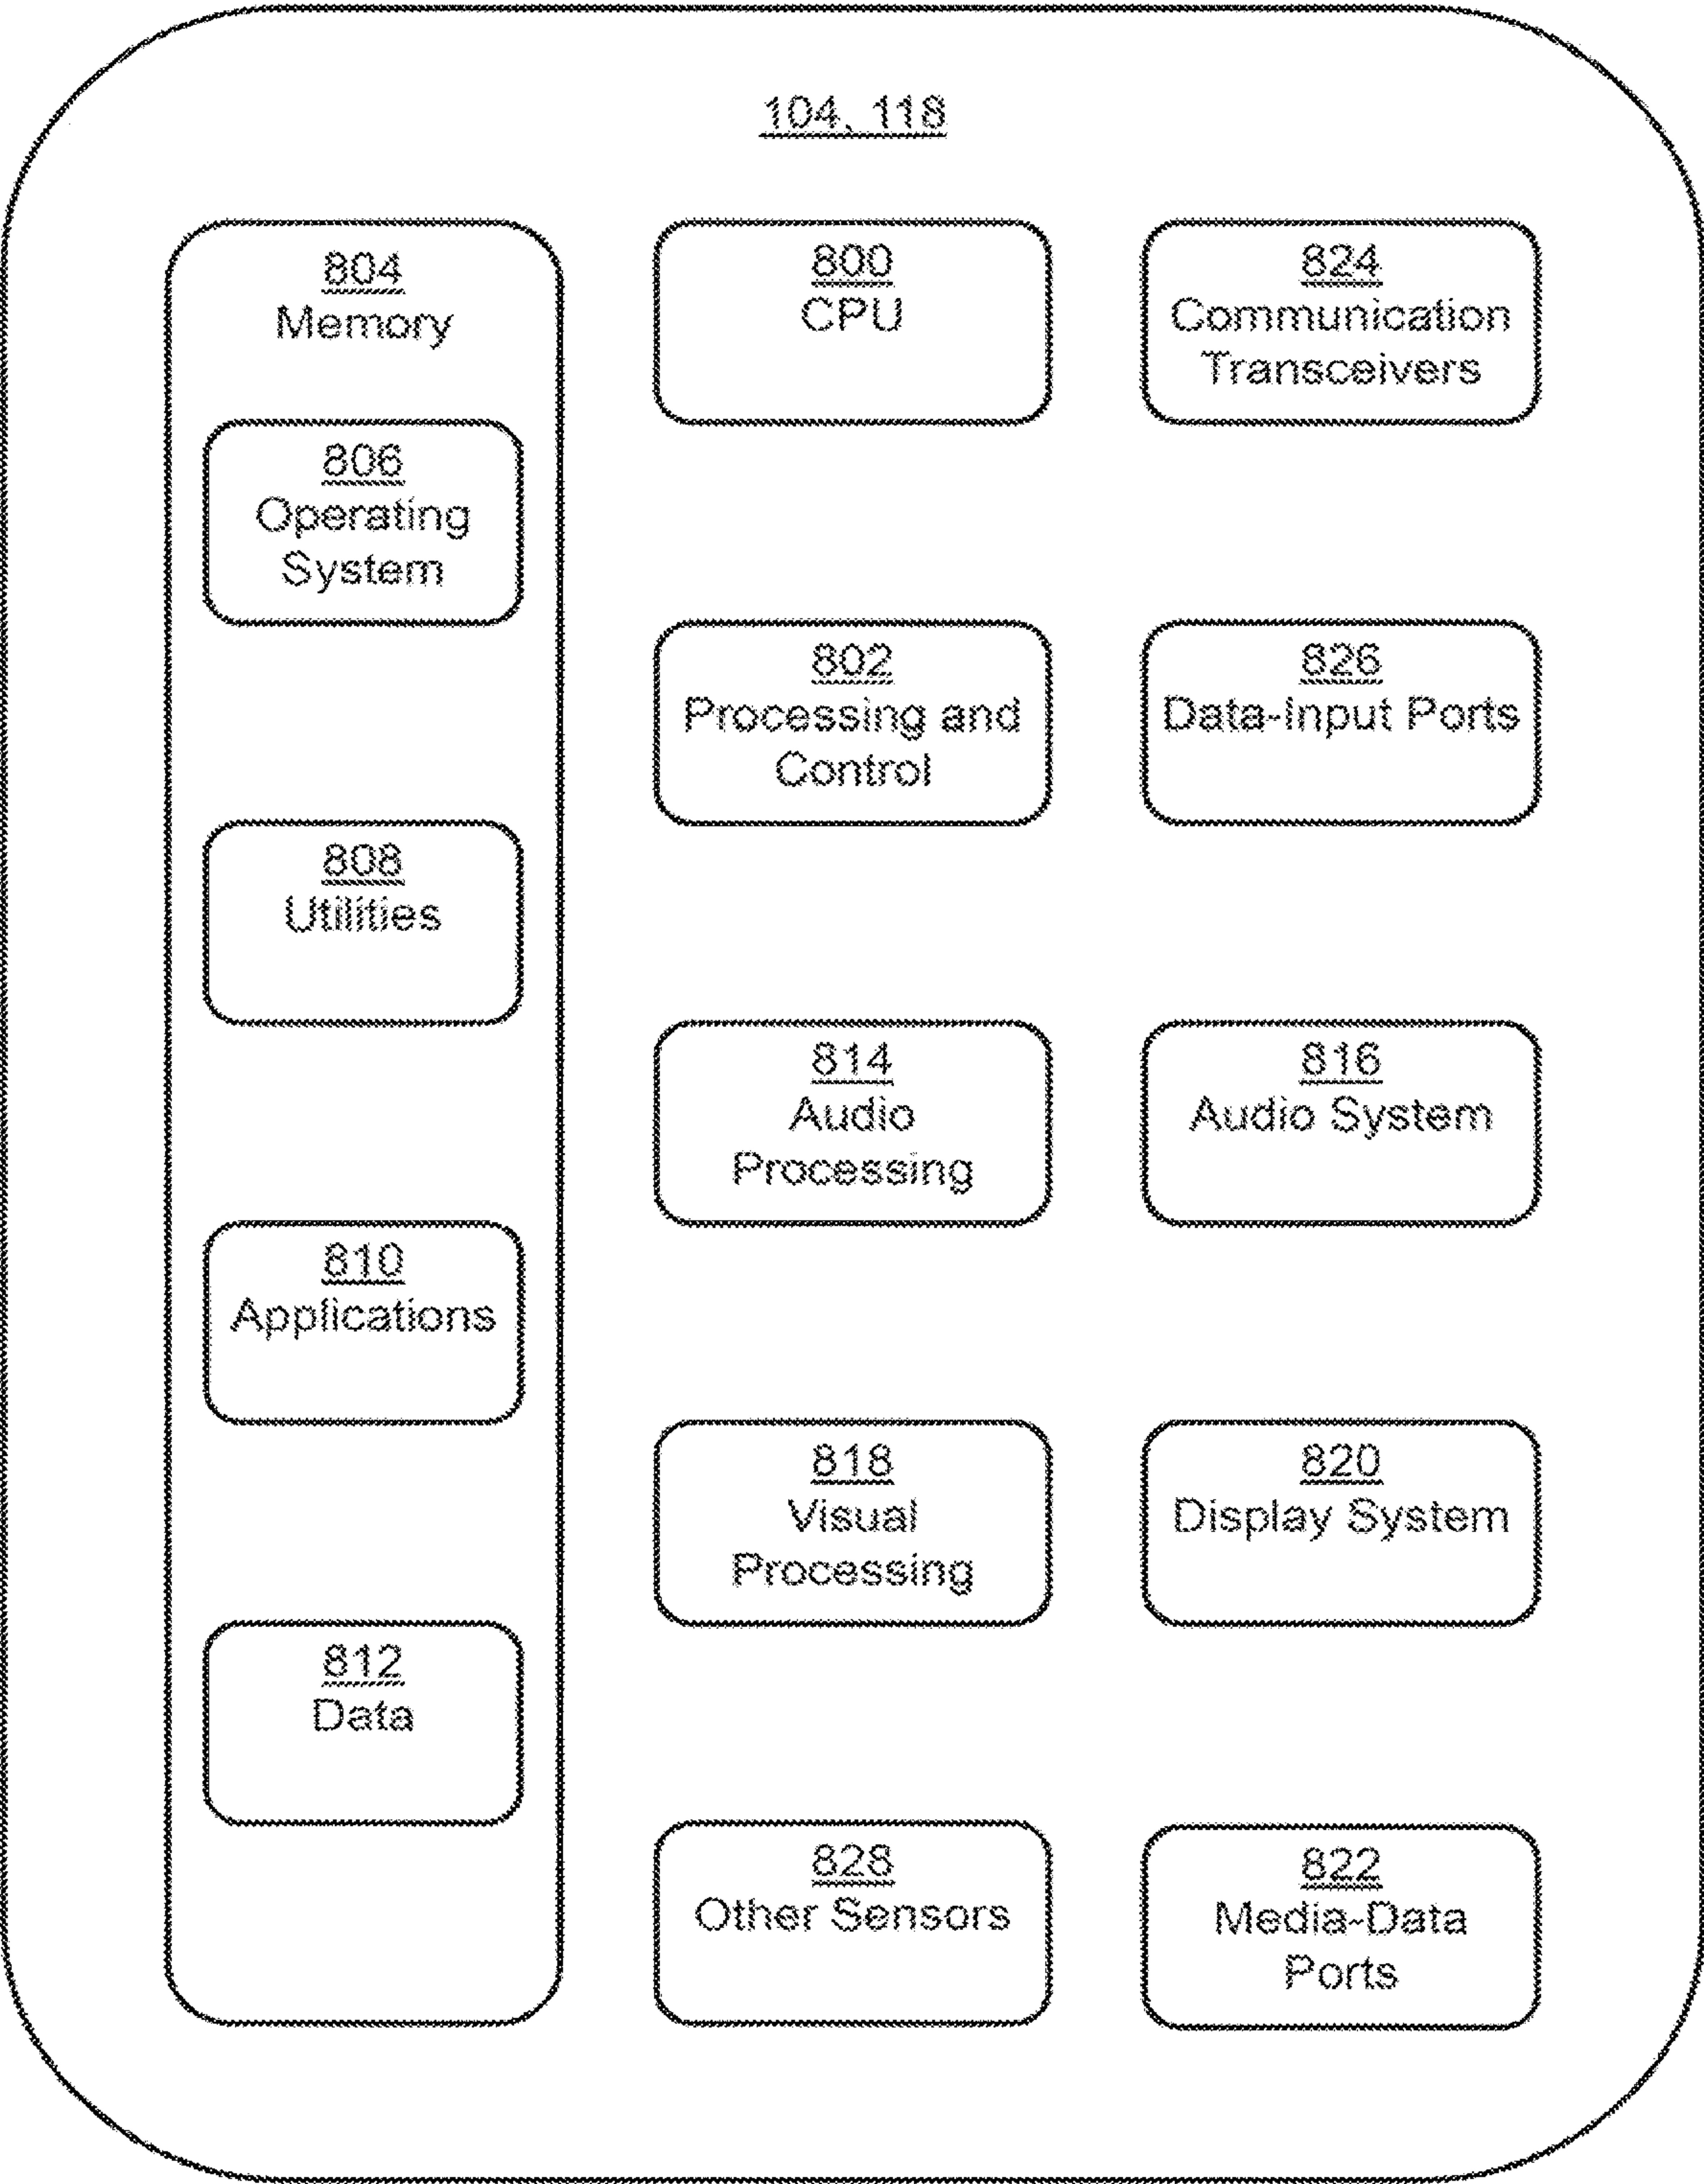 104, 118
804
Memory
806
Operating
System
808
Utilities
810
Applications
812
Data
800
CPU
802
Processing and
Control
814
Audio
Processing
818
Visual
Processing
828
Other Sensors
824
Communication
Transceivers
826
Data-Input Ports
816
Audio System
820
Display System
822
Media-Data
Ports